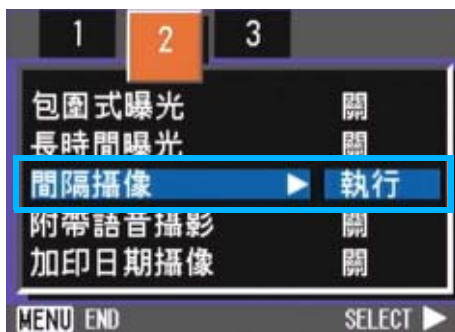 1 2 3
包圍式曝光 關
長時間曝光 關
間隔攝像 ▶ 執行
附帶語音攝影 關
加印日期攝像 關
MENU END SELECT ▶